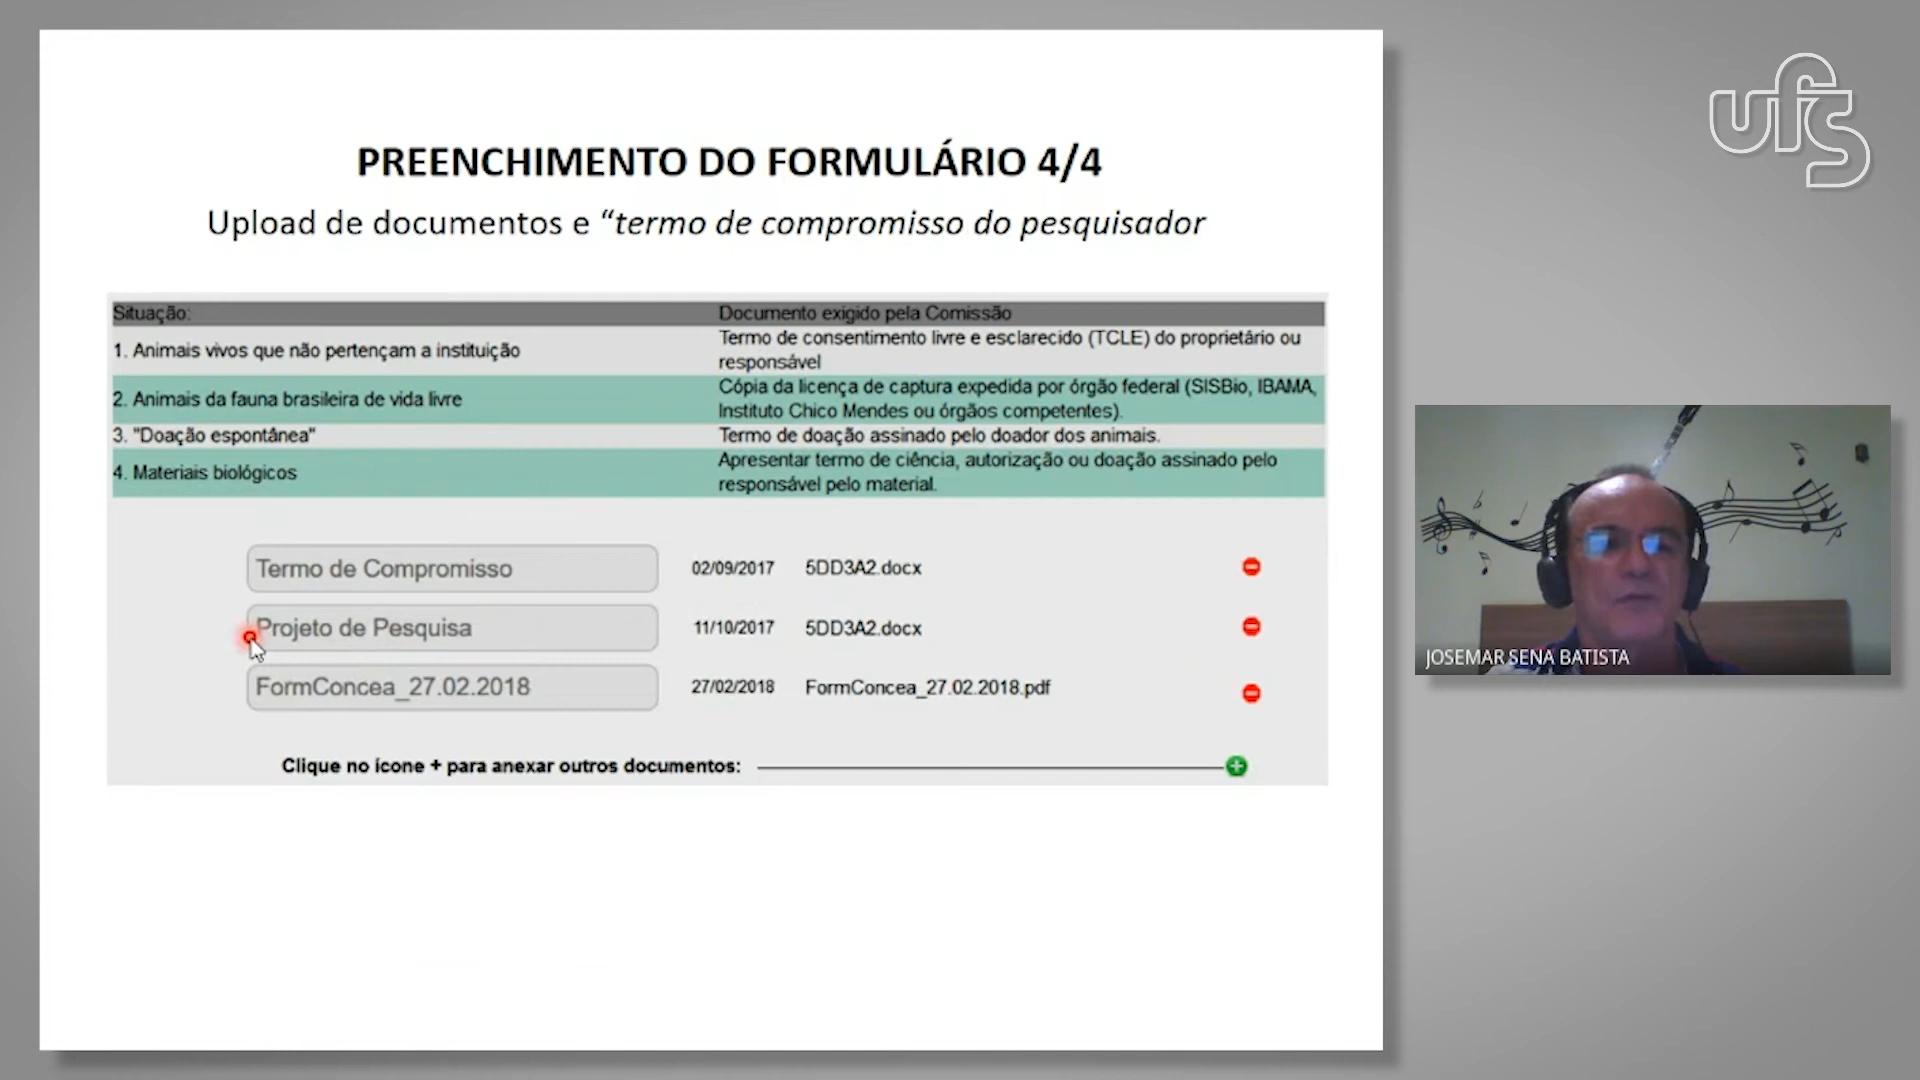 ufs
PREENCHIMENTO DO FORMULÁRIO 4/4
Upload de documentos e “termo de compromisso do pesquisador
Situação: Documento exigido pela Comissão
1. Animais vivos que não pertençam a instituição
Termo de consentimento livre e esclarecido (TCLE) do proprietário ou
responsável
2. Animais da fauna brasileira de vida livre
Cópia da licença de captura expedida por órgão federal (SISBio, IBAMA,
Instituto Chico Mendes ou órgãos competentes).
3. "Doação espontânea" Termo de doação assinado pelo doador dos animais.
4. Materiais biológicos
Apresentar termo de ciência, autorização ou doação assinado pelo
responsável pelo material.
Termo de Compromisso 02/09/2017 5DD3A2.docx
Projeto de Pesquisa 11/10/2017 5DD3A2.docx
FormConcea_27.02.2018 27/02/2018 FormConcea_27.02.2018.pdf
Clique no ícone + para anexar outros documentos:
JOSEMAR SENA BATISTA